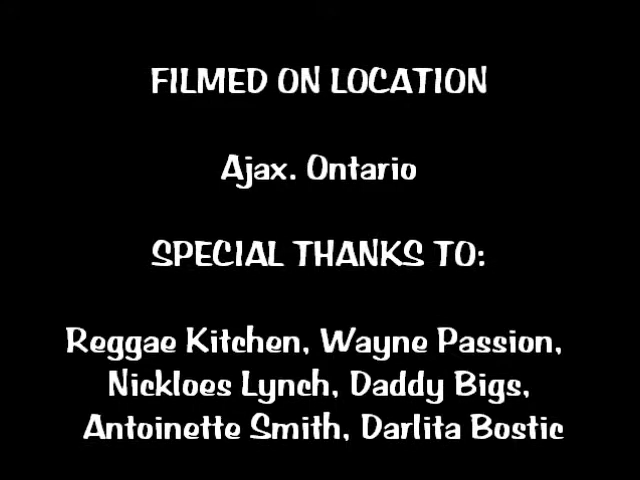 FILMED ON LOCATION
Ajax. Ontario
SPECIAL THANKS TO:
Reggae Kitchen, Wayne Passion,
Nickloes Lynch, Daddy Bigs,
Antoinette Smith, Darlita Bostic